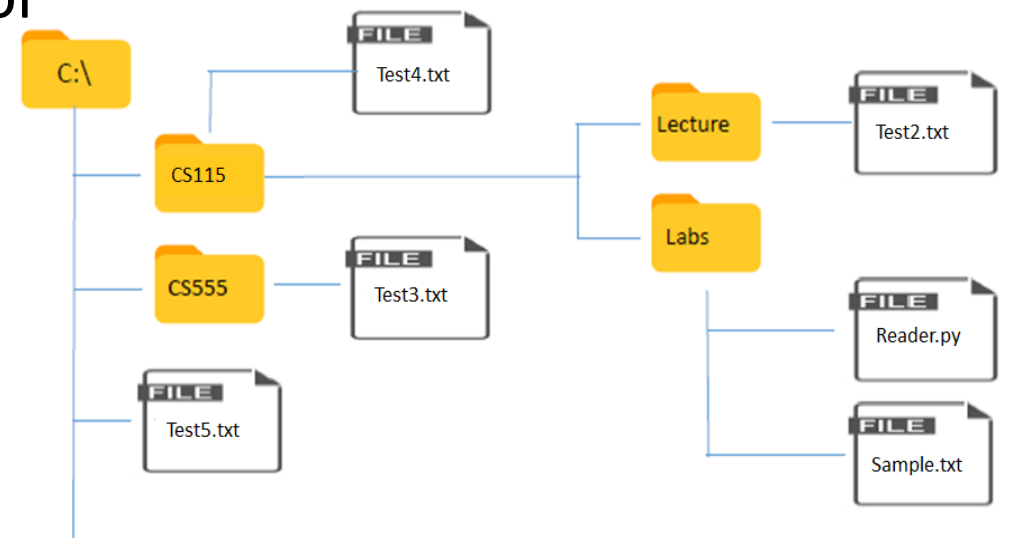 C:\
FILE
Test4.txt
Lecture
FILE
Test2.txt
CS115
Labs
CS555
FILE
Test3.txt
FILE
Reader.py
FILE
Test5.txt
FILE
Sample.txt